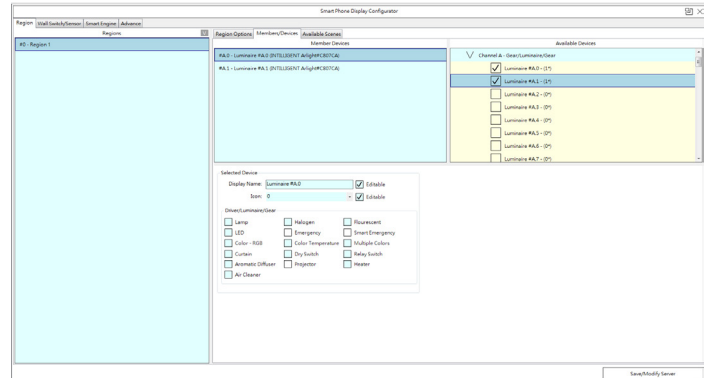 Smart Phone Display Configurator
Region Wall Switch/Sensor Smart Engine Advance
Regions
#0 - Region 1
Region Options Members/Devices Available Scenes
Member Devices
#A.0 - Luminaire #A.0 (INTILLIGENT Arlight#C807CA)
#A.1 - Luminaire #A.1 (INTILLIGENT Arlight#C807CA)
Available Devices
Channel A - Gear/Luminaire/Gear
Luminaire #A.0 - (1*)
Luminaire #A.1 - (1*)
Luminaire #A.2 - (0*)
Luminaire #A.3 - (0*)
Luminaire #A.4 - (0*)
Luminaire #A.5 - (0*)
Luminaire #A.6 - (0*)
Luminaire #A.7 - (0*)
Selected Device
Display Name: Luminaire #A.0 Editable
Icon: 0 Editable
Driver/Luminaire/Gear
Lamp Halogen Flourescent
LED Emergency Smart Emergency
Color - RGB Color Temperature Multiple Colors
Curtain Dry Switch Relay Switch
Aromatic Diffuser Projector Heater
Air Cleaner
Save/Modify Server